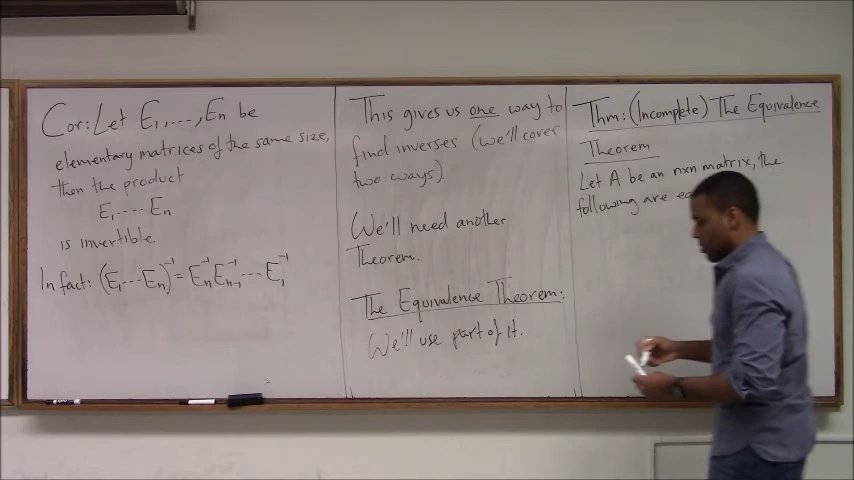 Cor: Let E₁, ..., Eₙ be
elementary matrices of the same size,
then the product
E₁ .... Eₙ
is invertible.
In fact: (E₁ ... Eₙ)⁻¹ = Eₙ⁻¹ Eₙ₋₁⁻¹ ... E₁⁻¹
This gives us one way to
find inverses (we'll cover
two ways).
We'll need another
Theorem.
The Equivalence Theorem:
We'll use part of it.
Thm: (Incomplete) The Equivalence
Theorem
Let A be an nxn matrix, the
following are